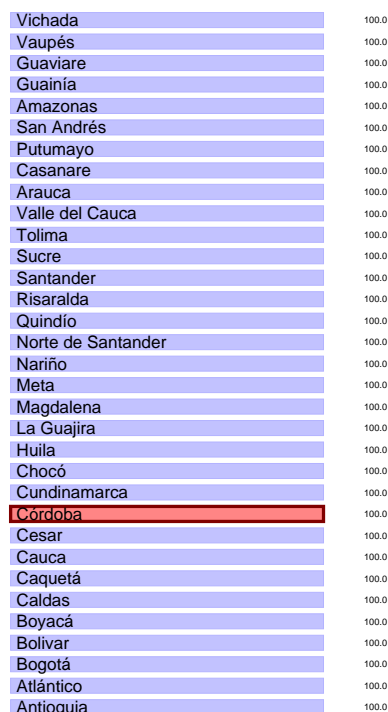 Vichada 100.0
Vaupés 100.0
Guaviare 100.0
Guainía 100.0
Amazonas 100.0
San Andrés 100.0
Putumayo 100.0
Casanare 100.0
Arauca 100.0
Valle del Cauca 100.0
Tolima 100.0
Sucre 100.0
Santander 100.0
Risaralda 100.0
Quindío 100.0
Norte de Santander 100.0
Nariño 100.0
Meta 100.0
Magdalena 100.0
La Guajira 100.0
Huila 100.0
Chocó 100.0
Cundinamarca 100.0
Córdoba 100.0
Cesar 100.0
Cauca 100.0
Caquetá 100.0
Caldas 100.0
Boyacá 100.0
Bolivar 100.0
Bogotá 100.0
Atlántico 100.0
Antioquia 100.0